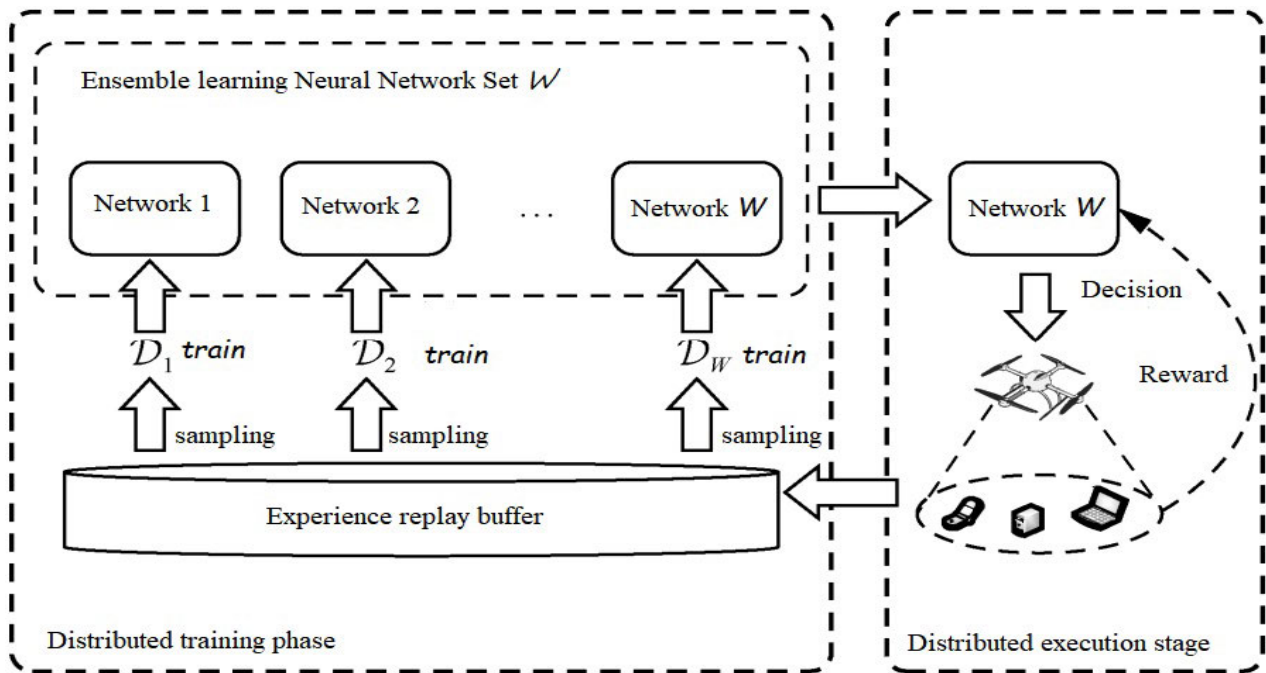 Ensemble learning Neural Network Set W
Network 1
Network 2
...
Network W
Network W
Decision
D₁ train
D₂ train
D_W train
Reward
sampling
sampling
sampling
Experience replay buffer
Distributed training phase
Distributed execution stage